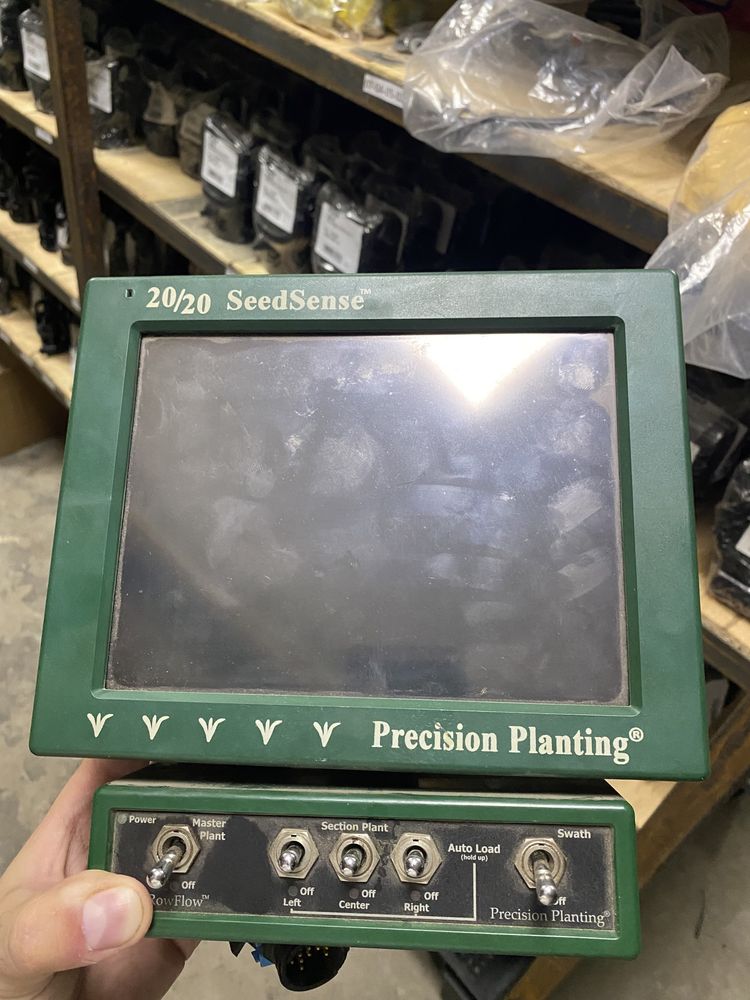 20/20 SeedSense™
Precision Planting®
Power
Master
Plant
Off
RowFlow™
Section Plant
Off
Left
Off
Center
Off
Right
Auto Load
(hold up)
Swath
Off
Precision Planting®